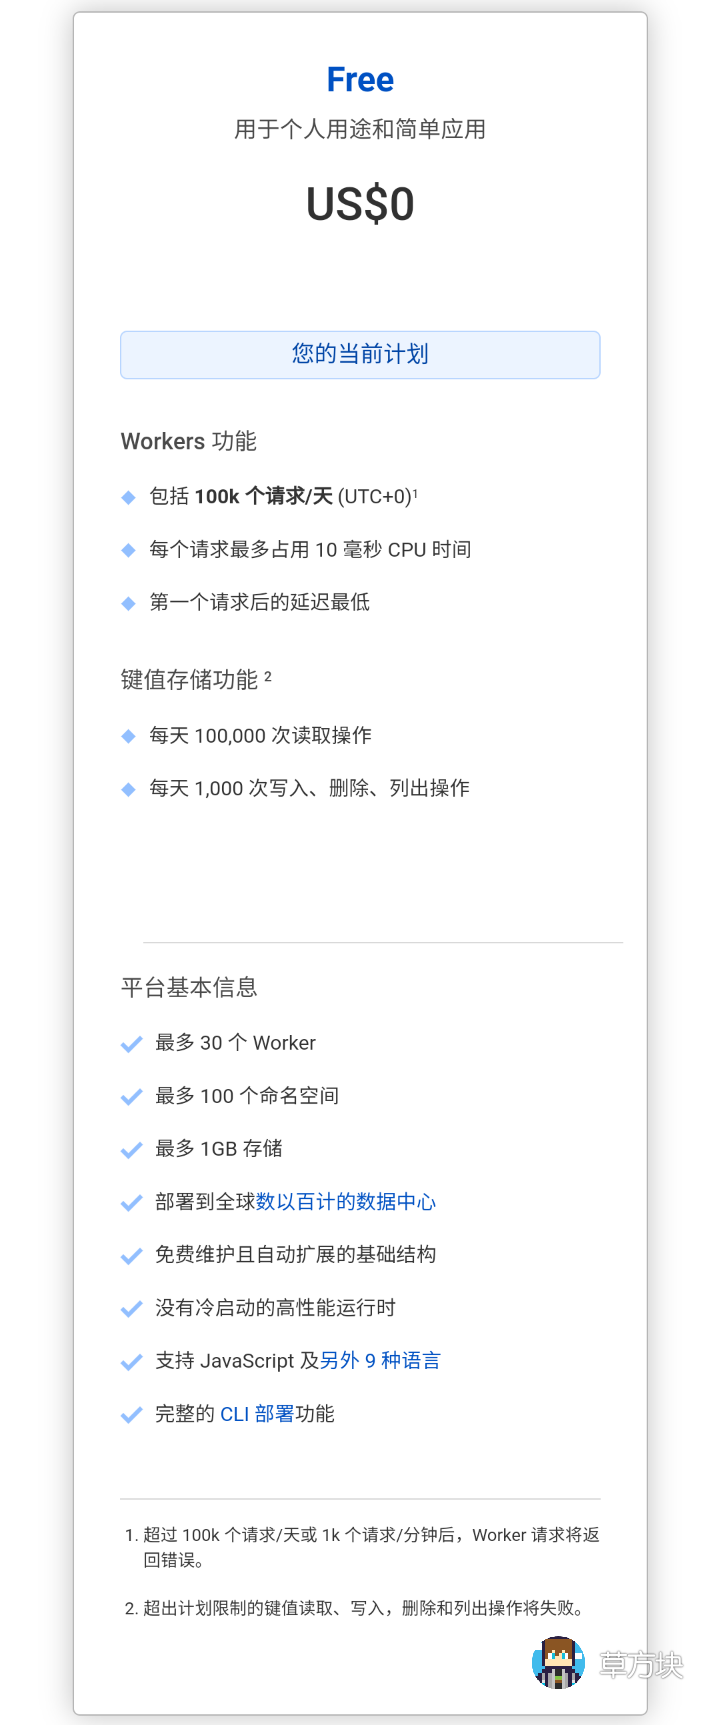 Free
用于个人用途和简单应用
US$0
您的当前计划
Workers 功能
包括 100k 个请求/天 (UTC+0)¹
每个请求最多占用 10 毫秒 CPU 时间
第一个请求后的延迟最低
键值存储功能 ²
每天 100,000 次读取操作
每天 1,000 次写入、删除、列出操作
平台基本信息
最多 30 个 Worker
最多 100 个命名空间
最多 1GB 存储
部署到全球数以百计的数据中心
免费维护且自动扩展的基础结构
没有冷启动的高性能运行时
支持 JavaScript 及另外 9 种语言
完整的 CLI 部署功能
1. 超过 100k 个请求/天或 1k 个请求/分钟后，Worker 请求将返
回错误。
2. 超出计划限制的键值读取、写入，删除和列出操作将失败。
草方块